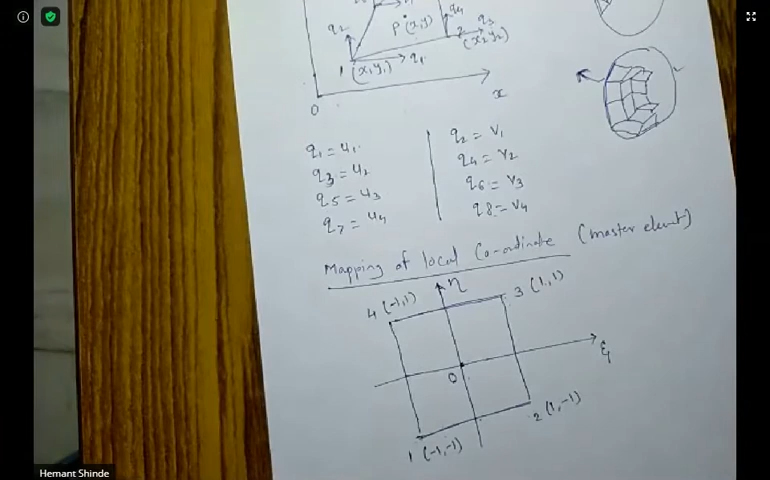 q2
q4
q3
P (x,y)
2 (x2 y2)
1 (x1 y1) q1
x
0
q1 = u1
q3 = u2
q5 = u3
q7 = u4
q2 = v1
q4 = v2
q6 = v3
q8 = v4
Mapping of local Co-ordinate (master elemt)
η
4 (-1,1)
3 (1,1)
ξ
0
2 (1,-1)
1 (-1,-1)
Hemant Shinde